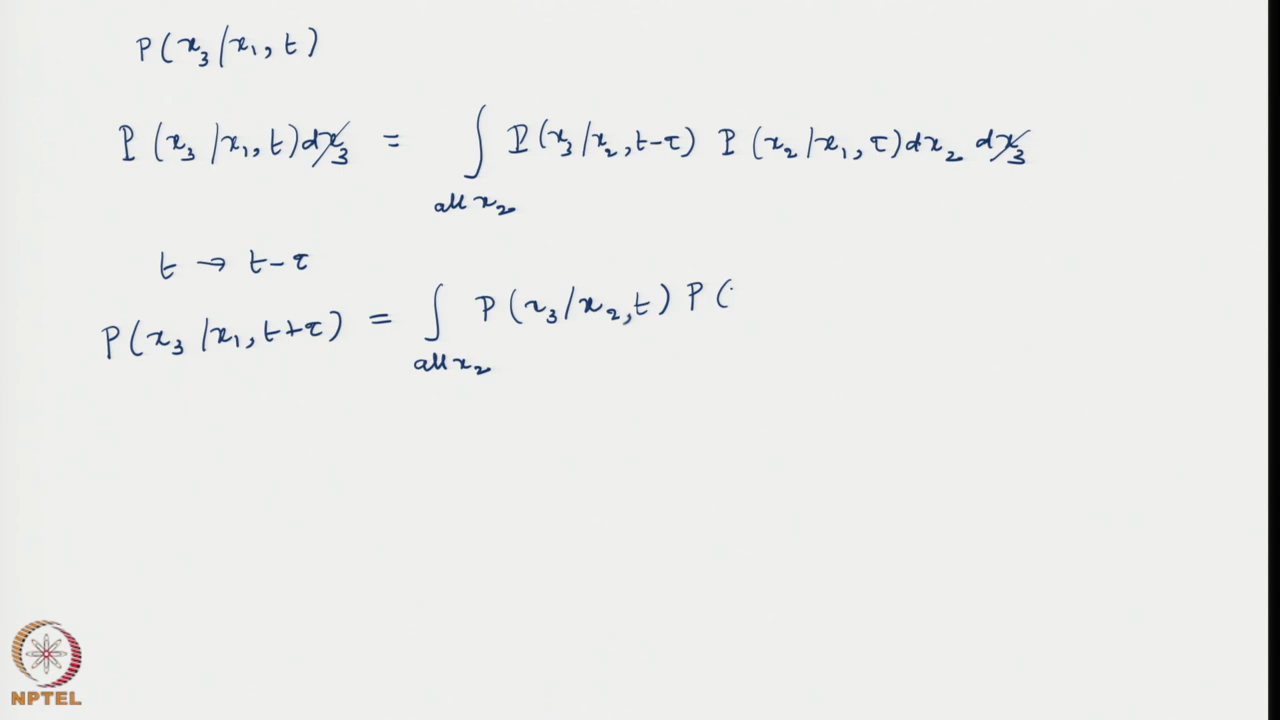 P(x₃/x₁, t)
P(x₃/x₁, t)dx₃ = ∫ P(x₃/x₂, t-τ) P(x₂/x₁, τ)dx₂ dx₃
all x₂
t → t-τ
P(x₃/x₁, t+τ) = ∫ P(x₃/x₂, t) P(
all x₂
NPTEL